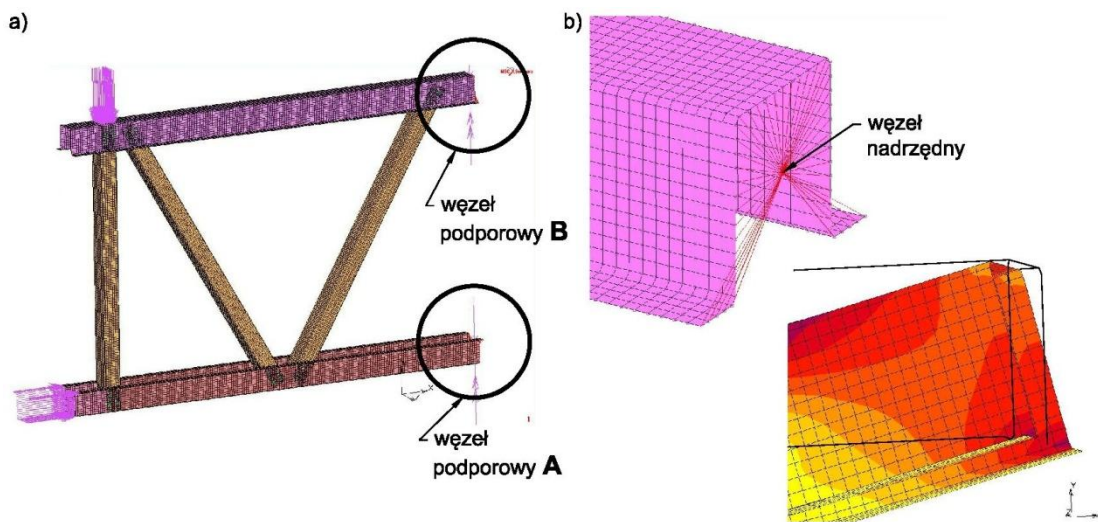 a)
węzeł
podporowy B
węzeł
podporowy A
b)
węzeł
nadrzędny
Y
Z